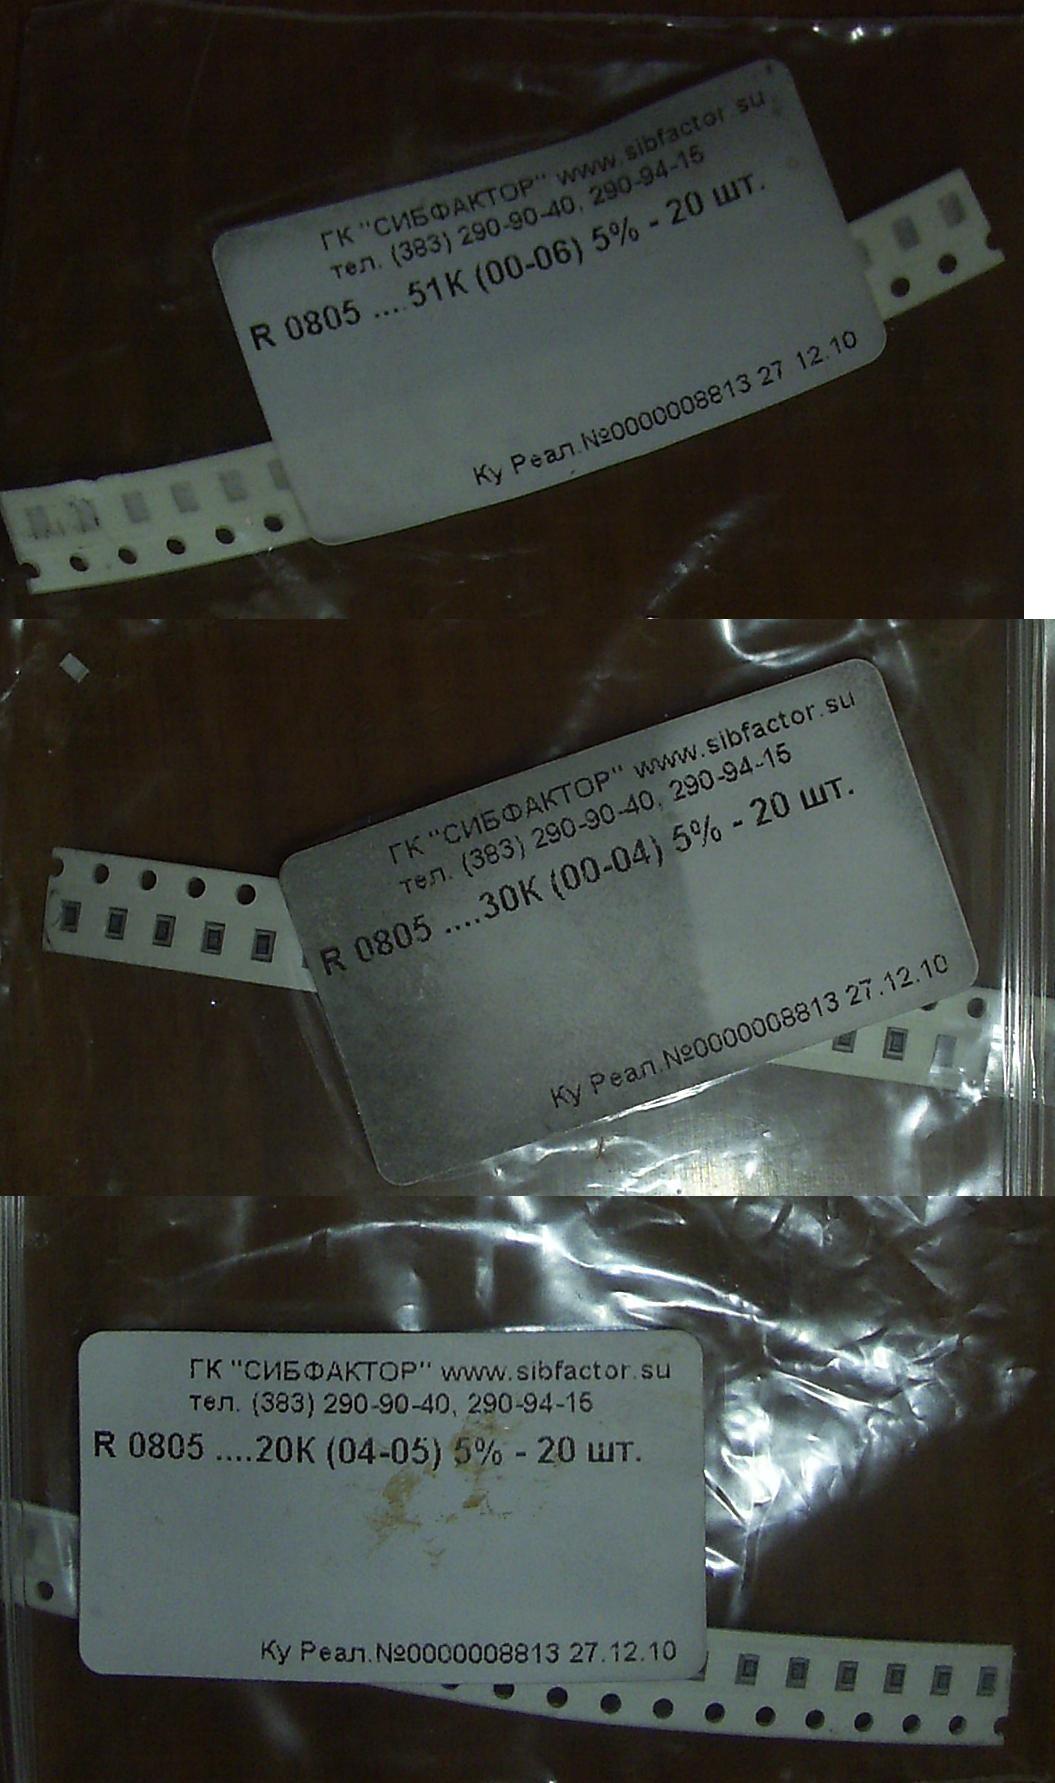 ГК "СИБФАКТОР" www.sibfactor.su
тел. (383) 290-90-40, 290-94-15
R 0805 ....51К (00-06) 5% - 20 шт.
Ку Реал.№0000008813 27.12.10
ГК "СИБФАКТОР" www.sibfactor.su
тел. (383) 290-90-40, 290-94-15
R 0805 ....30К (00-04) 5% - 20 шт.
Ку Реал.№0000008813 27.12.10
ГК "СИБФАКТОР" www.sibfactor.su
тел. (383) 290-90-40, 290-94-15
R 0805 ....20К (04-05) 5% - 20 шт.
Ку Реал.№0000008813 27.12.10